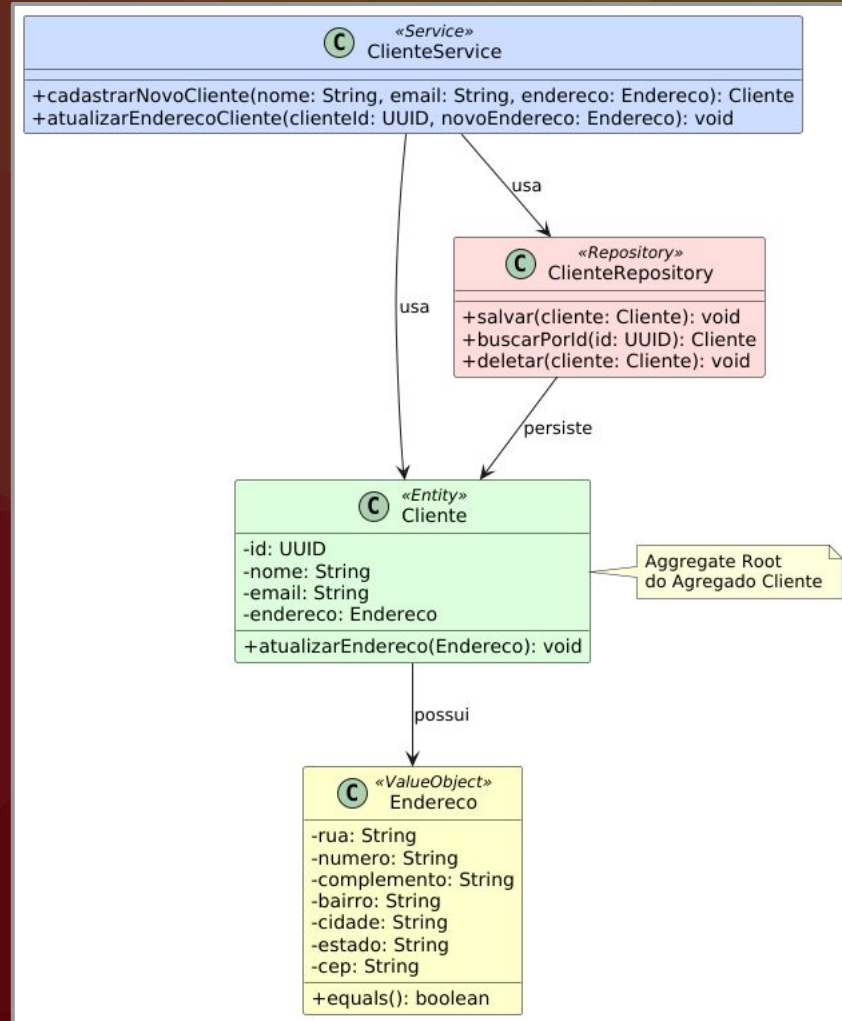 C «Service»
ClienteService
+cadastrarNovoCliente(nome: String, email: String, endereco: Endereco): Cliente
+atualizarEnderecoCliente(clienteId: UUID, novoEndereco: Endereco): void
usa
C «Repository»
ClienteRepository
usa
+salvar(cliente: Cliente): void
+buscarPorId(id: UUID): Cliente
+deletar(cliente: Cliente): void
persiste
C «Entity»
Cliente
-id: UUID
-nome: String
-email: String
-endereco: Endereco
+atualizarEndereco(Endereco): void
Aggregate Root
do Agregado Cliente
possui
C «ValueObject»
Endereco
-rua: String
-numero: String
-complemento: String
-bairro: String
-cidade: String
-estado: String
-cep: String
+equals(): boolean